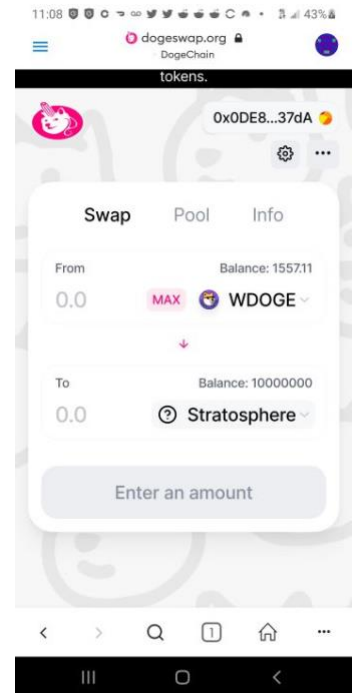 11:08
43%
dogeswap.org
DogeChain
tokens.
0x0DE8...37dA
Swap Pool Info
From Balance: 1557.11
0.0 MAX WDOGE
To Balance: 10000000
0.0 Stratosphere
Enter an amount
1